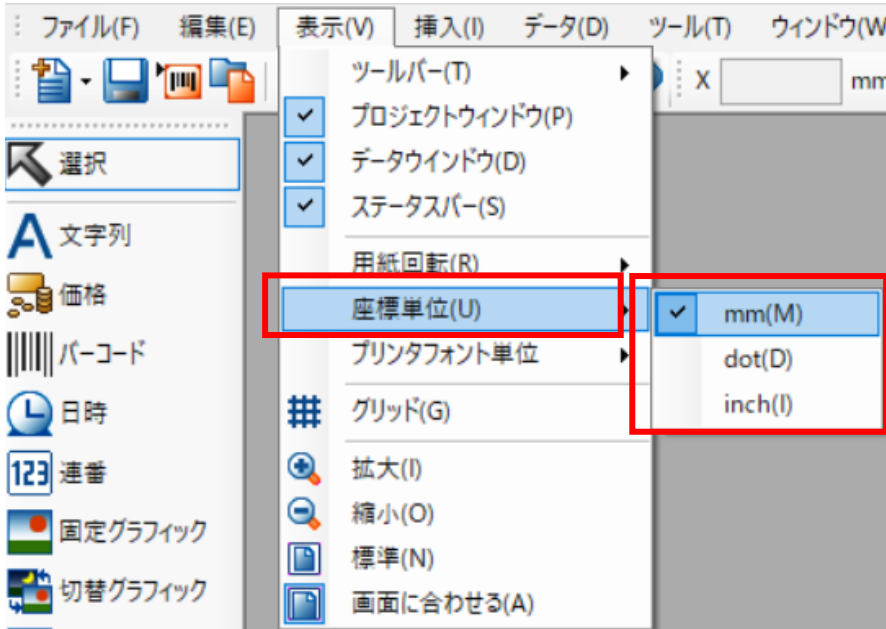 ファイル(F) 編集(E) 表示(V) 挿入(I) データ(D) ツール(T) ウィンドウ(W
X mm
選択
文字列
価格
バーコード
日時
123 連番
固定グラフィック
切替グラフィック
ツールバー(T)
プロジェクトウィンドウ(P)
データウインドウ(D)
ステータスバー(S)
用紙回転(R)
座標単位(U)
プリンタフォント単位
グリッド(G)
拡大(I)
縮小(O)
標準(N)
画面に合わせる(A)
mm(M)
dot(D)
inch(I)